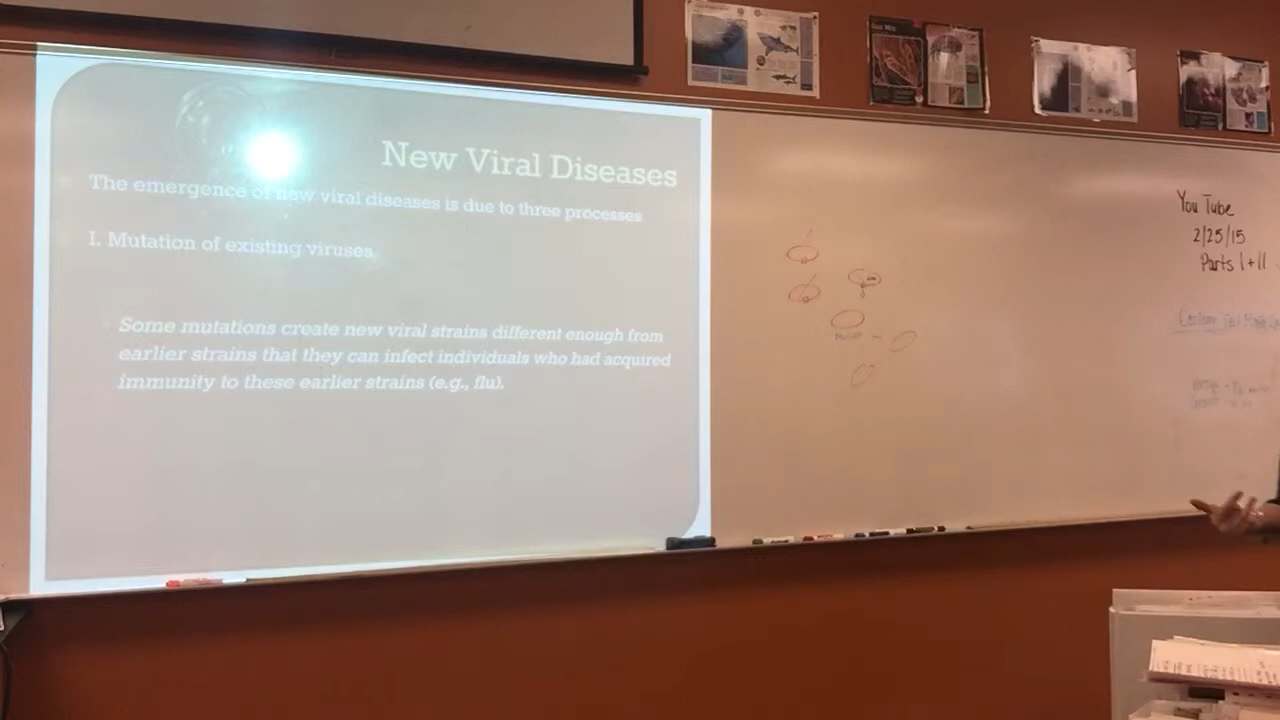 New Viral Diseases
The emergence of new viral diseases is due to three processes
I. Mutation of existing viruses
Some mutations create new viral strains different enough from
earlier strains that they can infect individuals who had acquired
immunity to these earlier strains (e.g., flu).
You Tube
2/25/15
Parts I + II